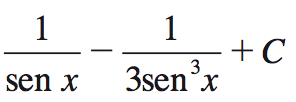 1/sen x − 1/3sen³x + C